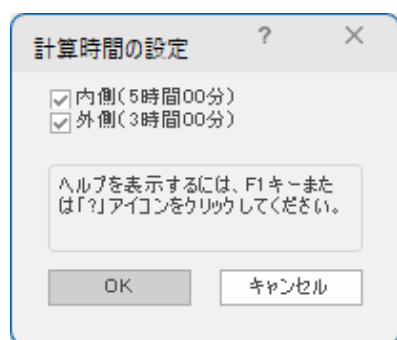 計算時間の設定 ? ×
内側(5時間00分)
外側(3時間00分)
ヘルプを表示するには、F1キーまた
は「?」アイコンをクリックしてください。
OK キャンセル